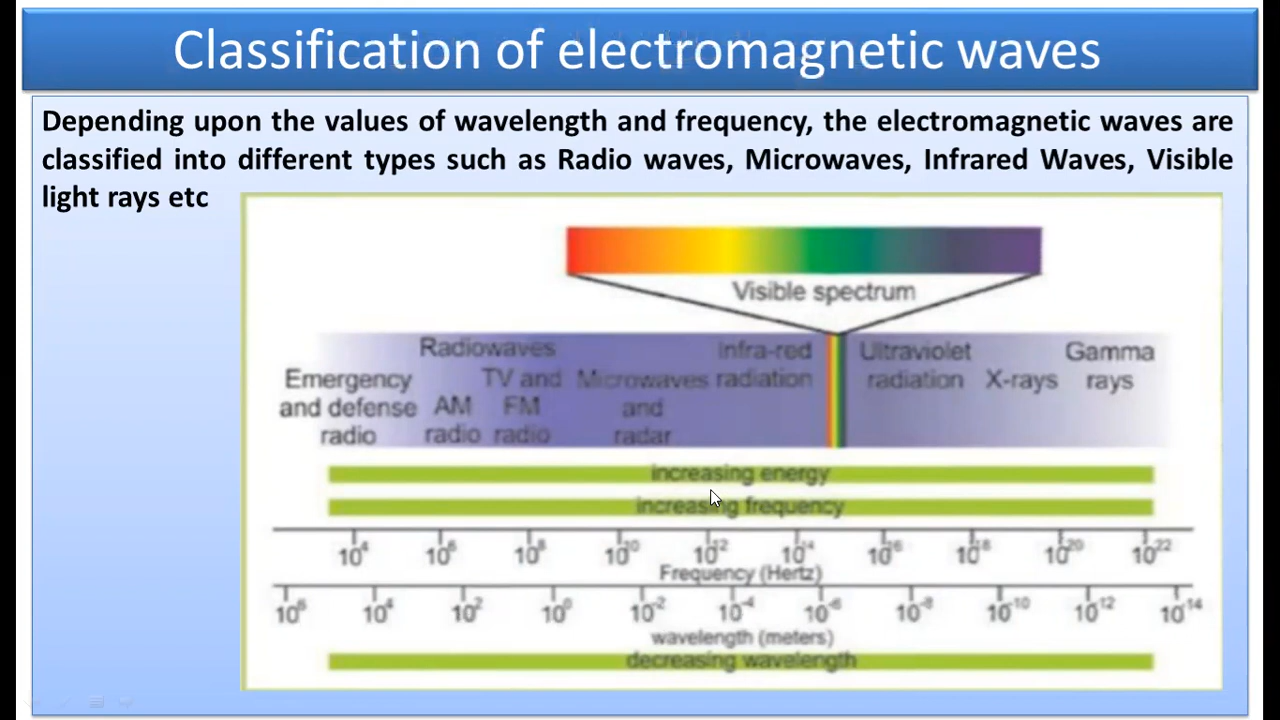 Classification of electromagnetic waves
Depending upon the values of wavelength and frequency, the electromagnetic waves are
classified into different types such as Radio waves, Microwaves, Infrared Waves, Visible
light rays etc
Visible spectrum
Emergency
and defense
radio
Radiowaves
AM
radio
TV and
FM
radio
Microwaves
and
radar
infra-red
radiation
Ultraviolet
radiation
X-rays
Gamma
rays
increasing energy
increasing frequency
10⁴ 10⁶ 10⁸ 10¹⁰ 10¹² 10¹⁴ 10¹⁶ 10¹⁸ 10²⁰ 10²²
Frequency (Hertz)
10⁶ 10⁴ 10² 10⁰ 10⁻² 10⁻⁴ 10⁻⁶ 10⁻⁸ 10⁻¹⁰ 10¹² 10⁻¹⁴
wavelength (meters)
decreasing wavelength